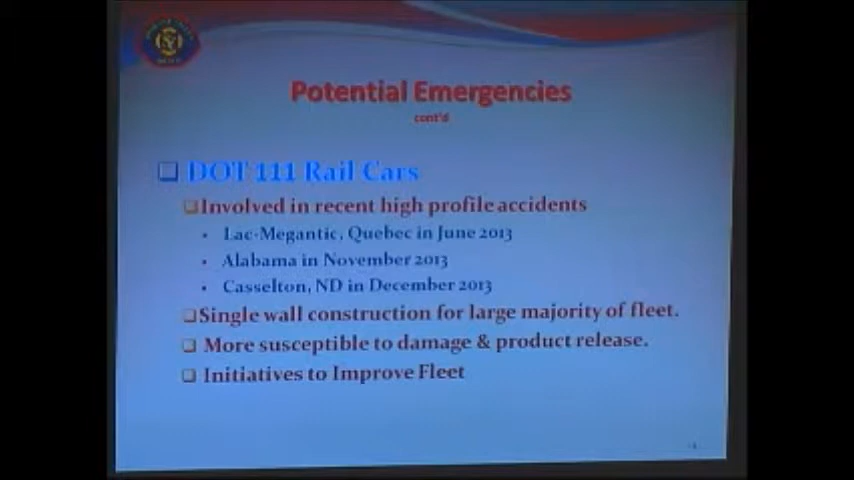 Potential Emergencies
cont'd
DOT 111 Rail Cars
Involved in recent high profile accidents
Lac-Megantic, Quebec in June 2013
Alabama in November 2013
Casselton, ND in December 2013
Single wall construction for large majority of fleet.
More susceptible to damage & product release.
Initiatives to Improve Fleet